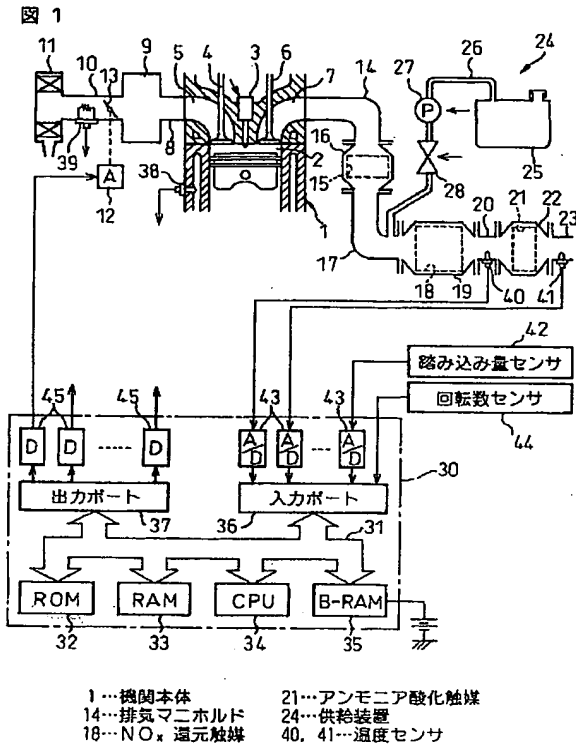 図 1
11
10
13
9
5
4
3
6
7
14
27
26
24
P
25
28
39
8
38
A
12
16
15
2
1
17
20
21
22
23
18
19
40
41
42
踏み込み量センサ
回転数センサ
44
45
45
43
43
D
D
D
A/D
A/D
A/D
30
出力ポート
入力ポート
37
36
31
ROM
RAM
CPU
B-RAM
32
33
34
35
1…機関本体
21…アンモニア酸化触媒
14…排気マニホルド
24…供給装置
18…NOx 還元触媒
40, 41…温度センサ